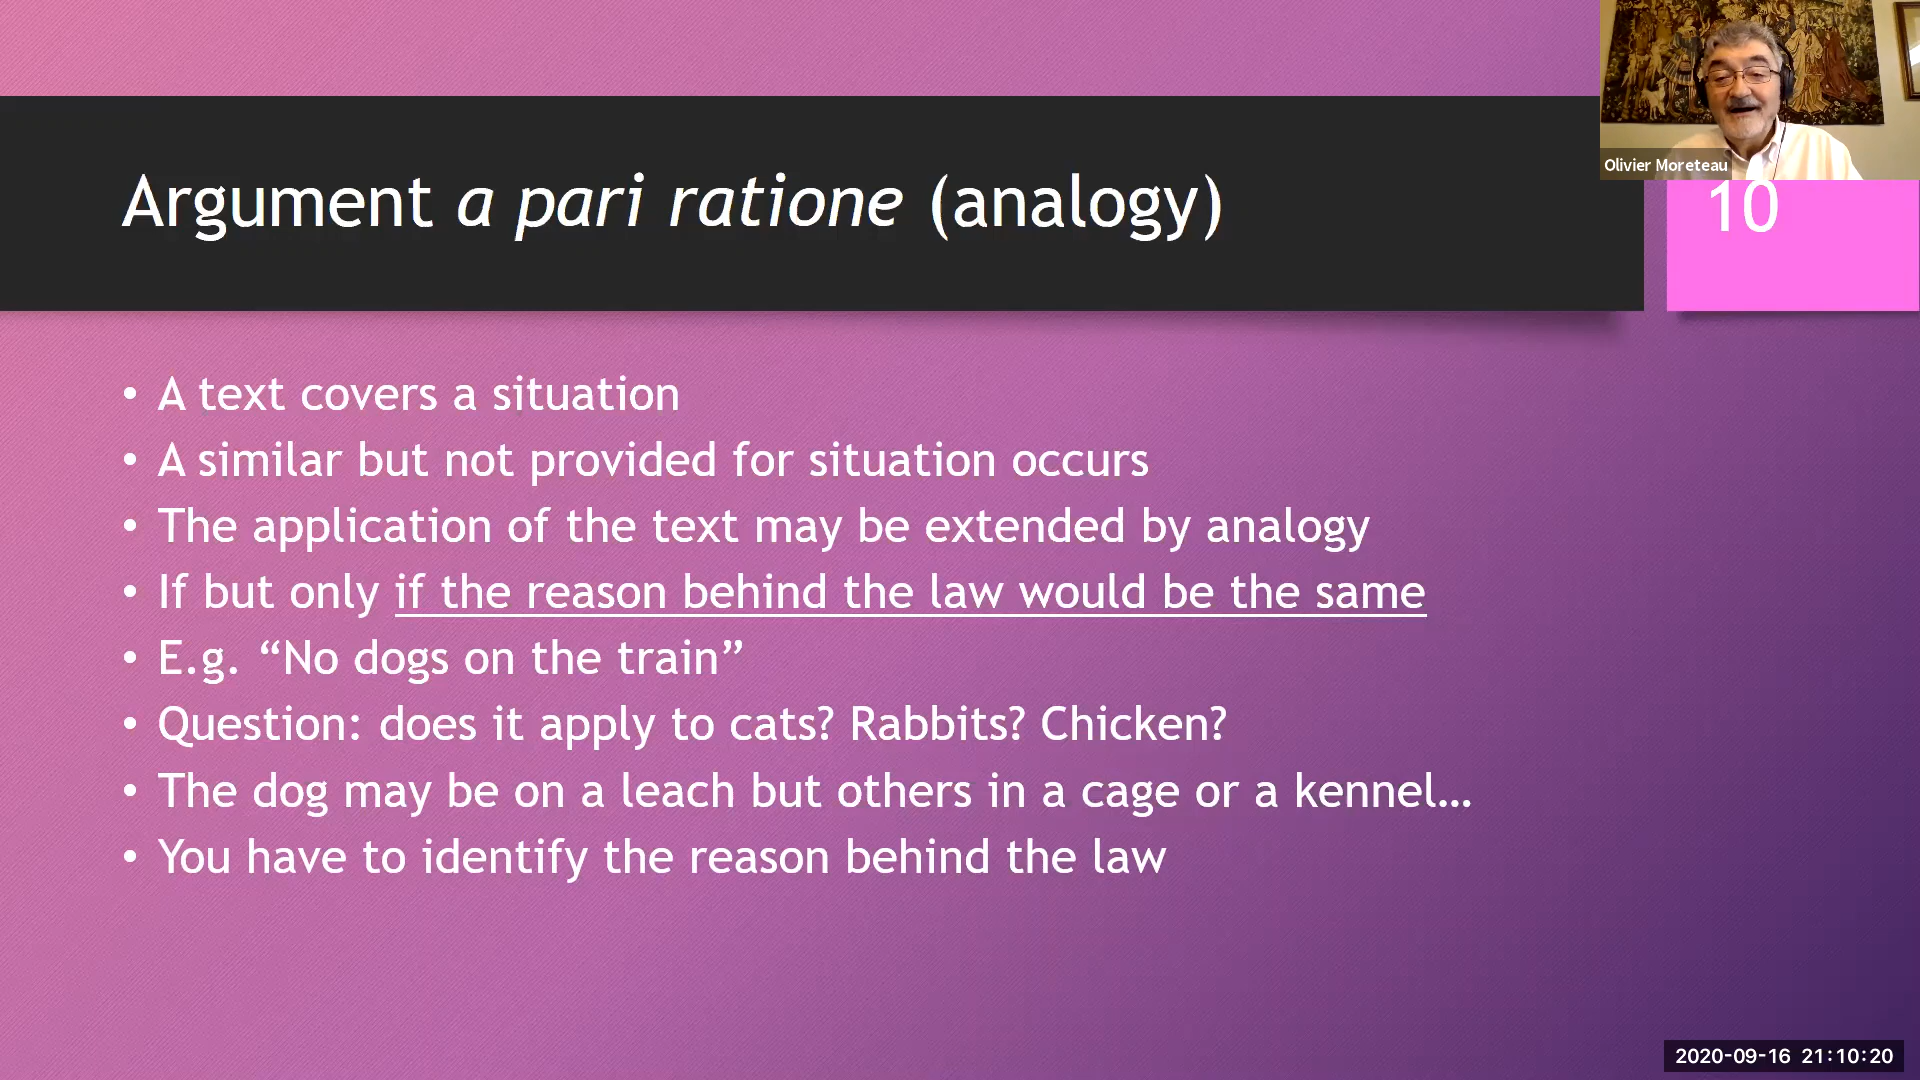 Olivier Moreteau
Argument a pari ratione (analogy)
10
• A text covers a situation
• A similar but not provided for situation occurs
• The application of the text may be extended by analogy
• If but only if the reason behind the law would be the same
• E.g. “No dogs on the train”
• Question: does it apply to cats? Rabbits? Chicken?
• The dog may be on a leach but others in a cage or a kennel…
• You have to identify the reason behind the law
2020-09-16 21:10:20